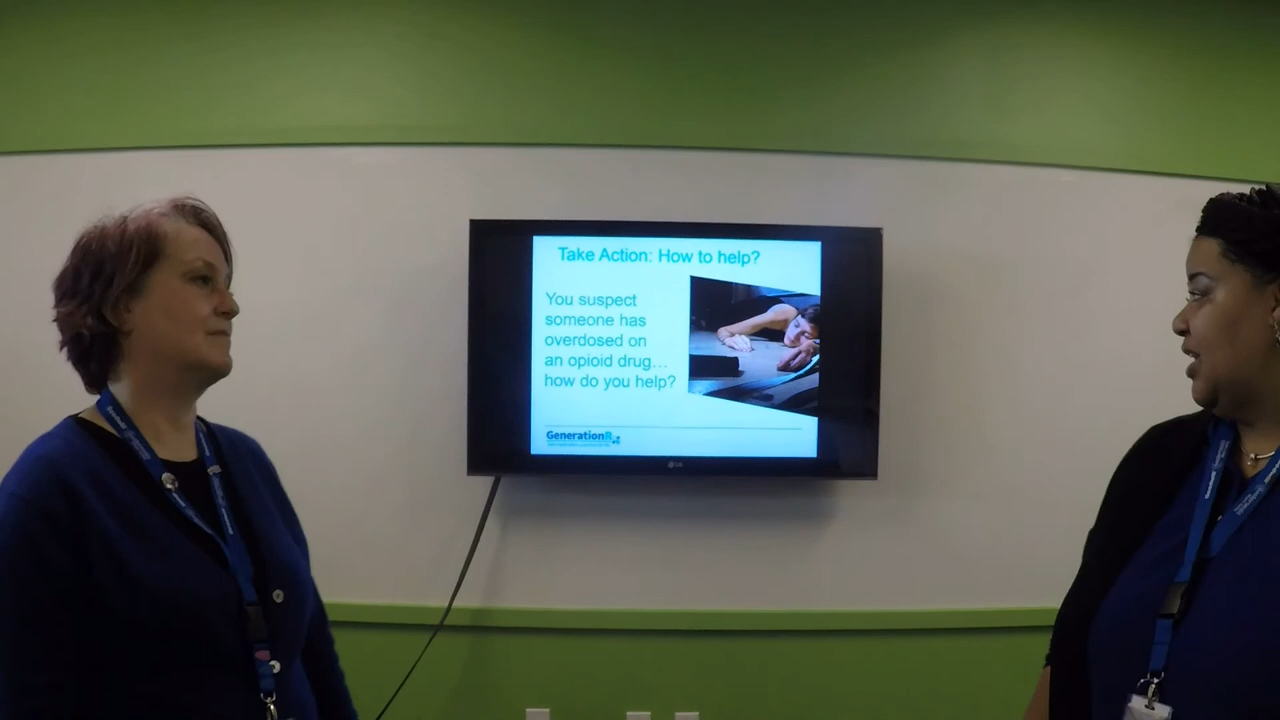 Take Action: How to help?
You suspect
someone has
overdosed on
an opioid drug...
how do you help?
GenerationRx
LG